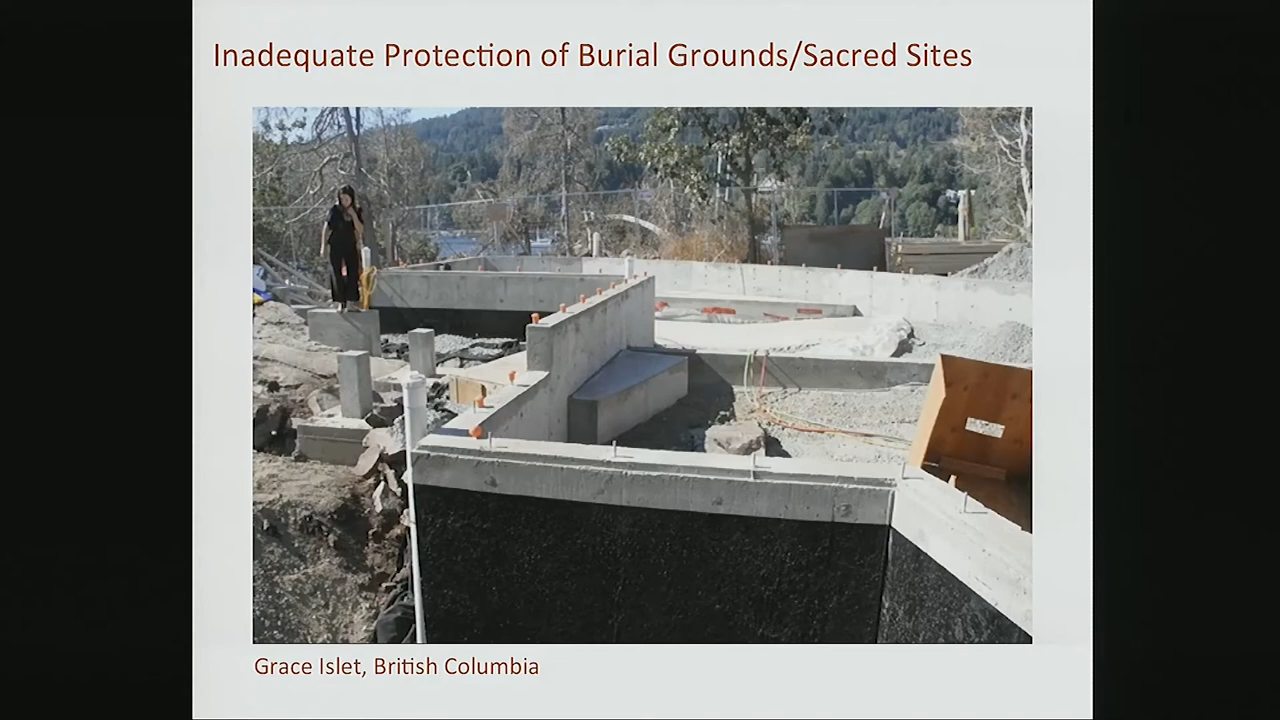 Inadequate Protection of Burial Grounds/Sacred Sites
Grace Islet, British Columbia